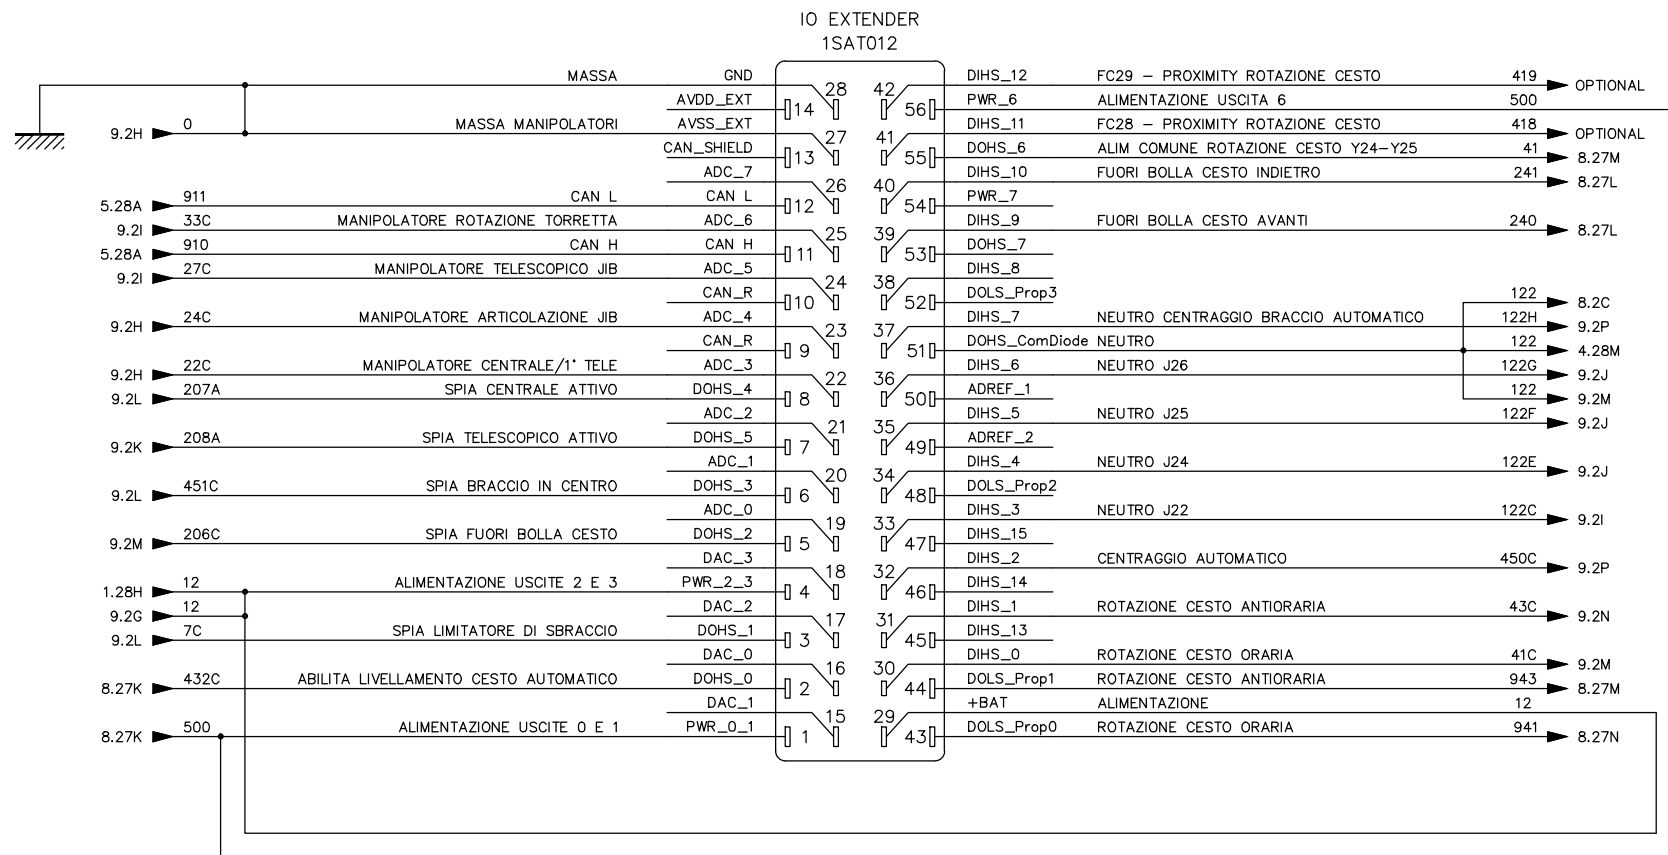 IO EXTENDER
1SAT012
MASSA GND 28 42 DIHS_12 FC29 - PROXIMITY ROTAZIONE CESTO 419 OPTIONAL
AVDD_EXT 14 56 PWR_6 ALIMENTAZIONE USCITA 6 500
9.2H 0 MASSA MANIPOLATORI AVSS_EXT 27 41 DIHS_11 FC28 - PROXIMITY ROTAZIONE CESTO 418 OPTIONAL
CAN_SHIELD 13 55 DOHS_6 ALIM COMUNE ROTAZIONE CESTO Y24-Y25 41 8.27M
ADC_7 26 40 DIHS_10 FUORI BOLLA CESTO INDIETRO 241 8.27L
5.28A 911 CAN L CAN L 12 54 PWR_7
9.2I 33C MANIPOLATORE ROTAZIONE TORRETTA ADC_6 25 39 DIHS_9 FUORI BOLLA CESTO AVANTI 240 8.27L
5.28A 910 CAN H CAN H 11 53 DOHS_7
9.2I 27C MANIPOLATORE TELESCOPICO JIB ADC_5 24 38 DIHS_8
CAN_R 10 52 DOLS_Prop3 122 8.2C
9.2H 24C MANIPOLATORE ARTICOLAZIONE JIB ADC_4 23 37 DIHS_7 NEUTRO CENTRAGGIO BRACCIO AUTOMATICO 122H 9.2P
CAN_R 9 51 DOHS_ComDiode NEUTRO 122 4.28M
9.2H 22C MANIPOLATORE CENTRALE/1° TELE ADC_3 22 36 DIHS_6 NEUTRO J26 122G 9.2J
9.2L 207A SPIA CENTRALE ATTIVO DOHS_4 8 50 ADREF_1 122 9.2M
ADC_2 21 35 DIHS_5 NEUTRO J25 122F 9.2J
9.2K 208A SPIA TELESCOPICO ATTIVO DOHS_5 7 49 ADREF_2
ADC_1 20 34 DIHS_4 NEUTRO J24 122E 9.2J
9.2L 451C SPIA BRACCIO IN CENTRO DOHS_3 6 48 DOLS_Prop2
ADC_0 19 33 DIHS_3 NEUTRO J22 122C 9.2I
9.2M 206C SPIA FUORI BOLLA CESTO DOHS_2 5 47 DIHS_15
DAC_3 18 32 DIHS_2 CENTRAGGIO AUTOMATICO 450C 9.2P
1.28H 12 ALIMENTAZIONE USCITE 2 E 3 PWR_2_3 4 46 DIHS_14
9.2G 12 DAC_2 17 31 DIHS_1 ROTAZIONE CESTO ANTIORARIA 43C 9.2N
9.2L 7C SPIA LIMITATORE DI SBRACCIO DOHS_1 3 45 DIHS_13
DAC_0 16 30 DIHS_0 ROTAZIONE CESTO ORARIA 41C 9.2M
8.27K 432C ABILITA LIVELLAMENTO CESTO AUTOMATICO DOHS_0 2 44 DOLS_Prop1 ROTAZIONE CESTO ANTIORARIA 943 8.27M
DAC_1 15 29 +BAT ALIMENTAZIONE 12
8.27K 500 ALIMENTAZIONE USCITE 0 E 1 PWR_0_1 1 43 DOLS_Prop0 ROTAZIONE CESTO ORARIA 941 8.27N